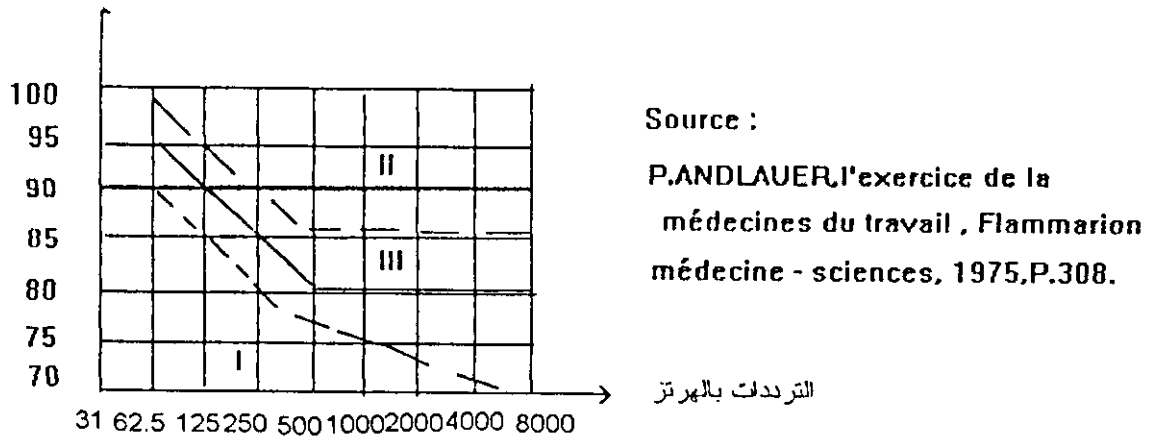 100
95
90
85
80
75
70
II
III
I
31 62.5 125 250 500 1000 2000 4000 8000
Source :
P.ANDLAUER,l'exercice de la
médecines du travail , Flammarion
médecine - sciences, 1975,P.308.
الترددات بالهرتز